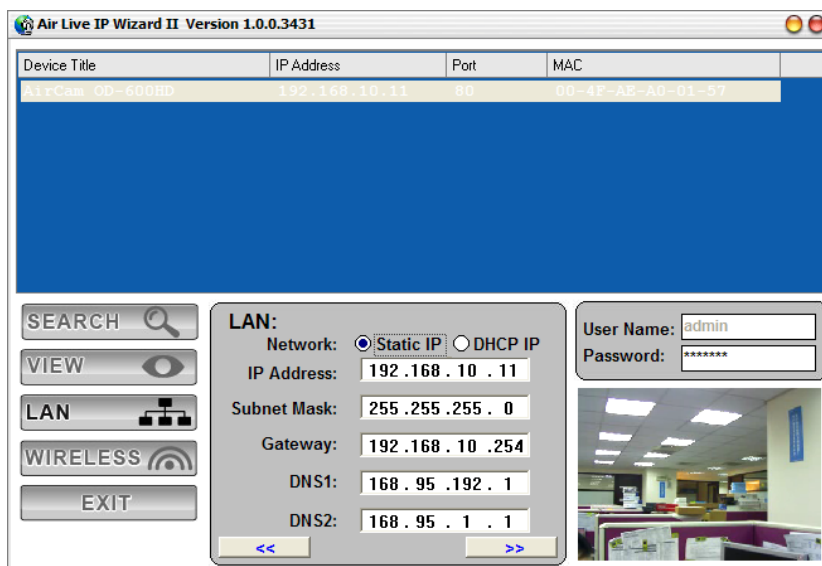 Air Live IP Wizard II Version 1.0.0.3431
Device Title IP Address Port MAC
AirCam OD-600HD 192.168.10.11 80 00-4F-AE-A0-01-57
SEARCH
VIEW
LAN
WIRELESS
EXIT
LAN:
Network: Static IP DHCP IP
IP Address: 192.168.10.11
Subnet Mask: 255.255.255.0
Gateway: 192.168.10.254
DNS1: 168.95.192.1
DNS2: 168.95.1.1
<< >>
User Name: admin
Password: *******